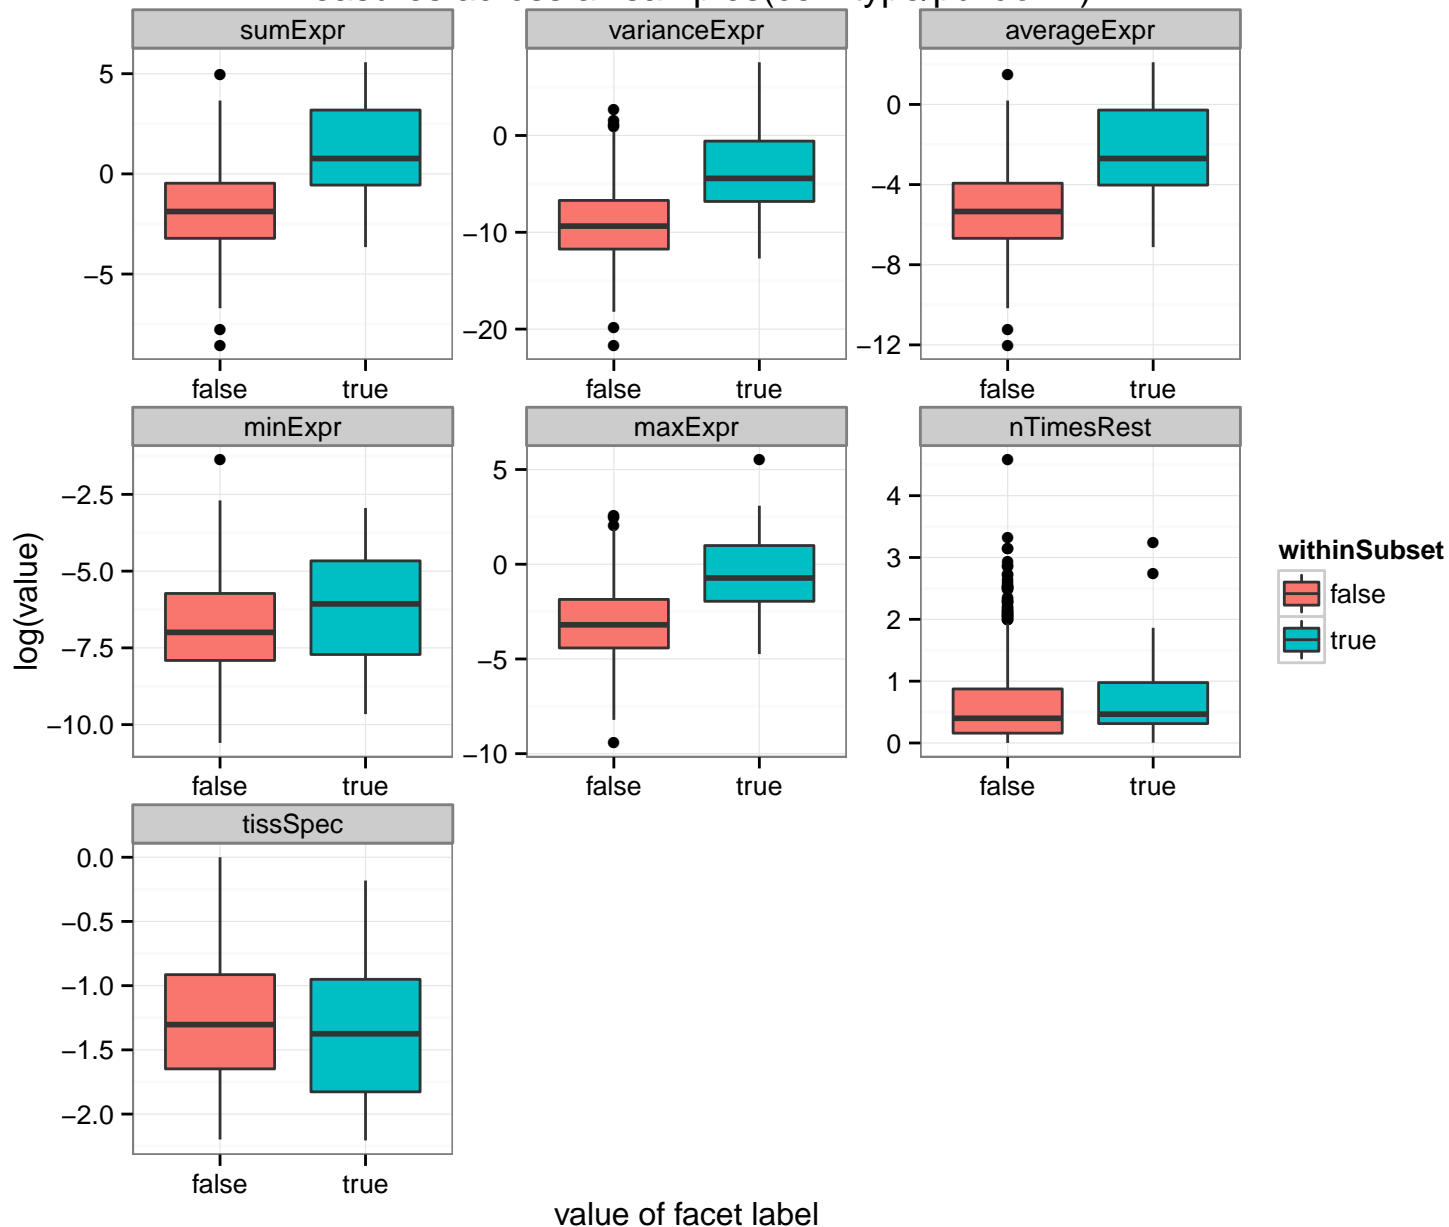 sumExpr
varianceExpr
averageExpr
5
0
−5
0
−10
−20
0
−4
−8
−12
false
true
false
true
false
true
minExpr
maxExpr
nTimesRest
−2.5
−5.0
−7.5
−10.0
5
0
−5
−10
4
3
2
1
0
false
true
false
true
false
true
tissSpec
0.0
−0.5
−1.0
−1.5
−2.0
false
true
log(value)
value of facet label
withinSubset
false
true